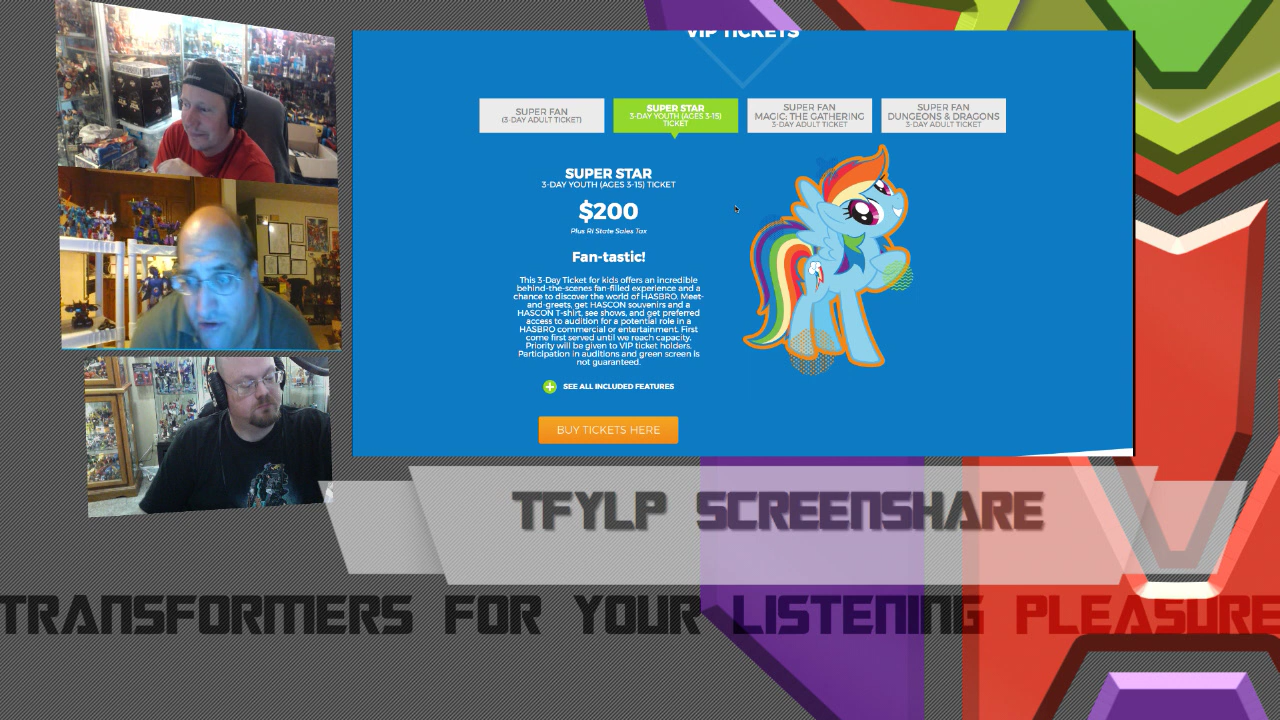 VIP TICKETS
SUPER FAN
(3-DAY ADULT TICKET)
SUPER STAR
3-DAY YOUTH (AGES 3-15)
TICKET
SUPER FAN
MAGIC: THE GATHERING
3-DAY ADULT TICKET
SUPER FAN
DUNGEONS & DRAGONS
3-DAY ADULT TICKET
SUPER STAR
3-DAY YOUTH (AGES 3-15) TICKET
$200
Plus RI State Sales Tax
Fan-tastic!
This 3-Day Ticket for kids offers an incredible
behind-the-scenes fan-filled experience and a
chance to discover the world of HASBRO. Meet-
and-greets, get HASCON souvenirs and a
HASCON T-shirt, see shows, and get preferred
access to audition for a potential role in a
HASBRO commercial or entertainment. First
come first served until we reach capacity.
Priority will be given to VIP ticket holders.
Participation in auditions and green screen is
not guaranteed.
SEE ALL INCLUDED FEATURES
BUY TICKETS HERE
TFYLP SCREENSHARE
TRANSFORMERS FOR YOUR LISTENING PLEASURE